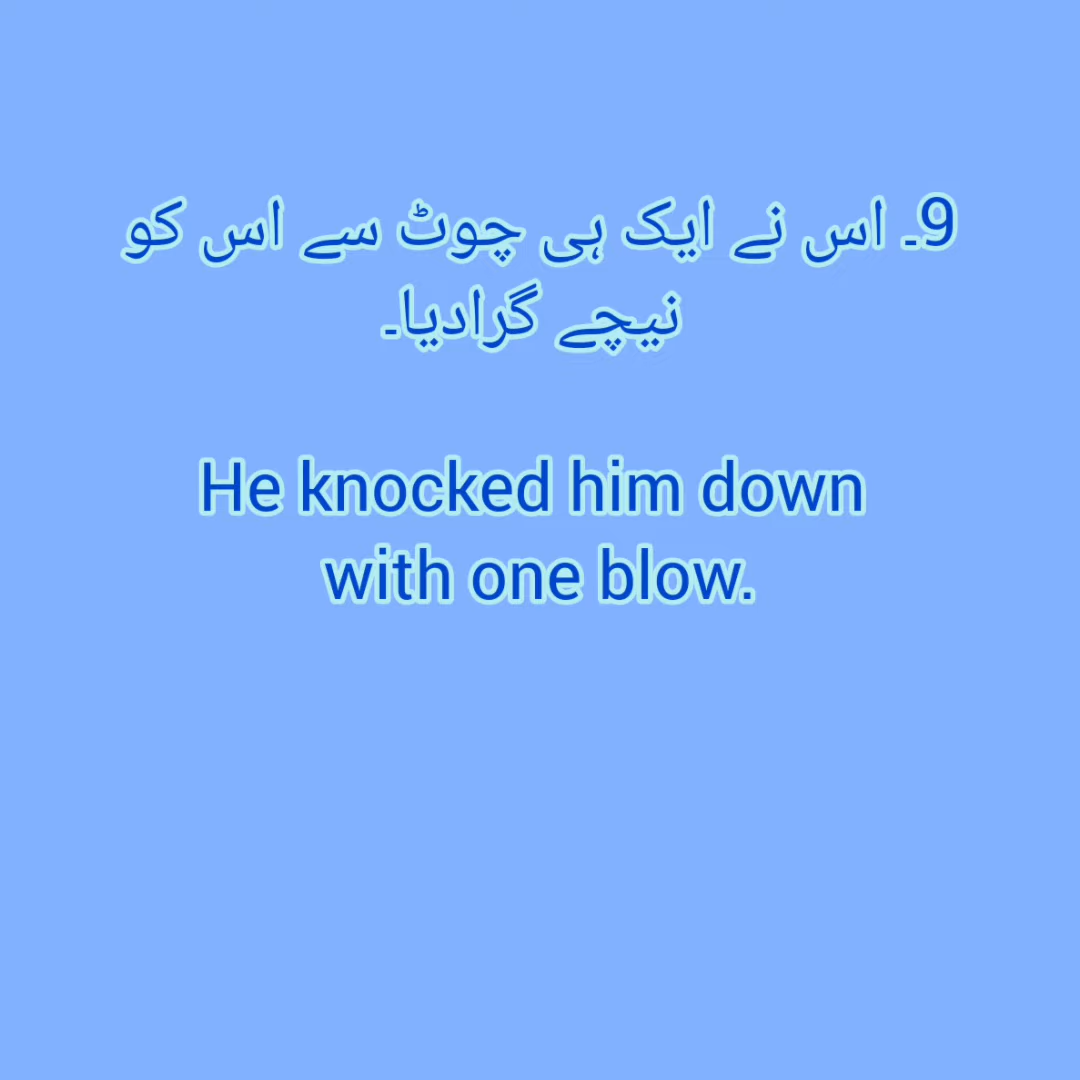 9۔ اس نے ایک ہی چوٹ سے اس کو
نیچے گرادیا۔
He knocked him down
with one blow.